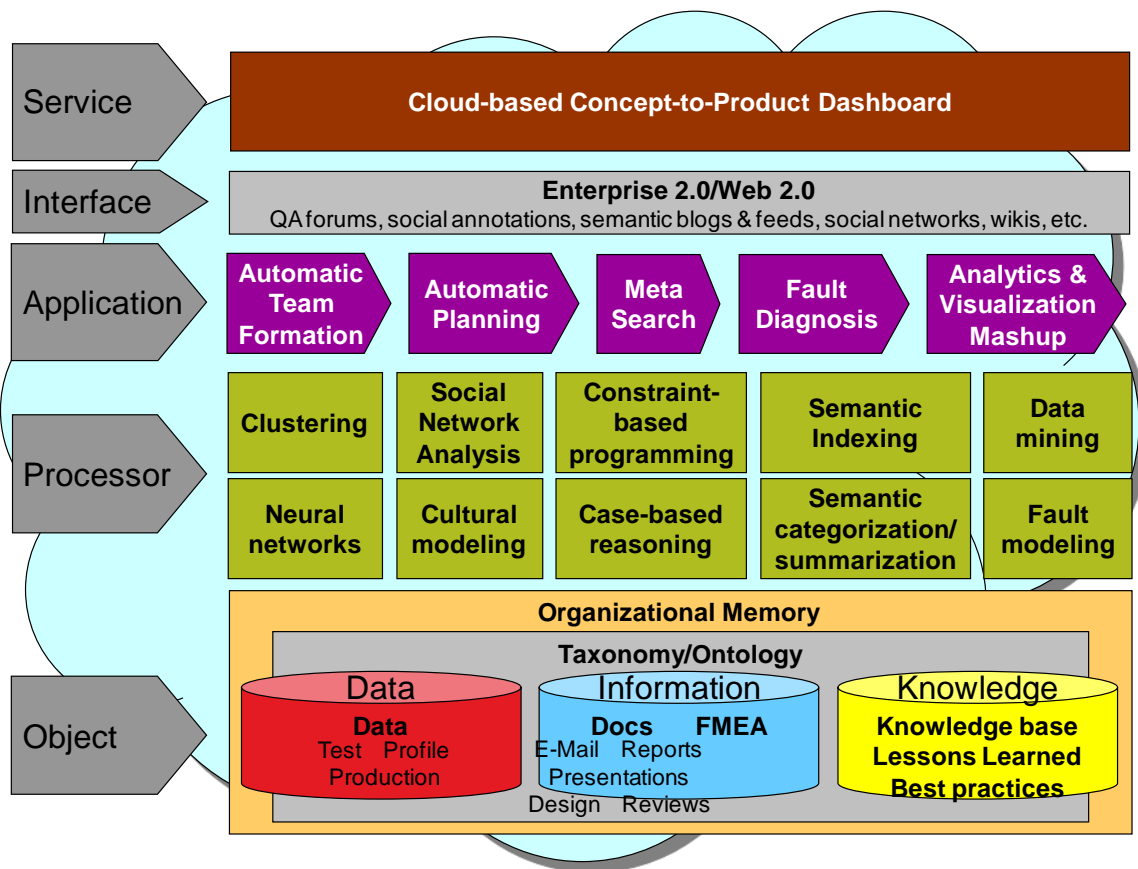 Service
Cloud-based Concept-to-Product Dashboard
Interface
Enterprise 2.0/Web 2.0
QA forums, social annotations, semantic blogs & feeds, social networks, wikis, etc.
Application
Automatic
Team
Formation
Automatic
Planning
Meta
Search
Fault
Diagnosis
Analytics &
Visualization
Mashup
Processor
Clustering
Social
Network
Analysis
Constraint-
based
programming
Semantic
Indexing
Data
mining
Neural
networks
Cultural
modeling
Case-based
reasoning
Semantic
categorization/
summarization
Fault
modeling
Object
Organizational Memory
Taxonomy/Ontology
Data
Data
Test Profile
Production
Information
Docs FMEA
E-Mail Reports
Presentations
Design Reviews
Knowledge
Knowledge base
Lessons Learned
Best practices